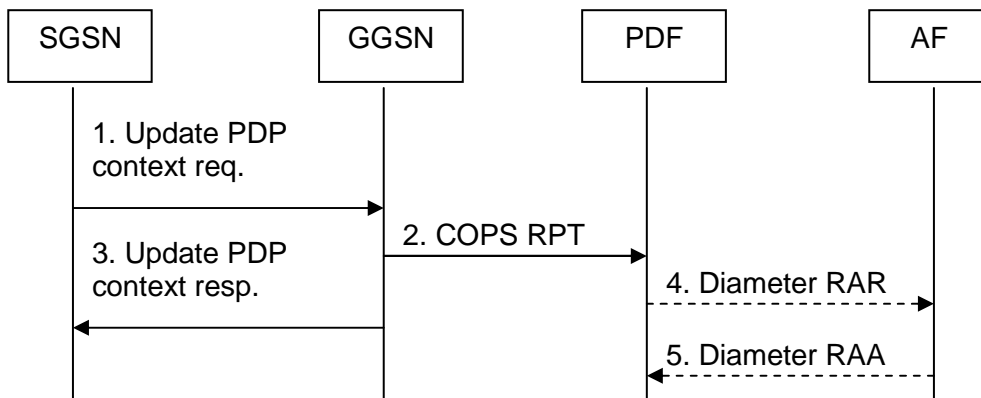 SGSN
GGSN
PDF
AF
1. Update PDP
context req.
2. COPS RPT
3. Update PDP
context resp.
4. Diameter RAR
5. Diameter RAA